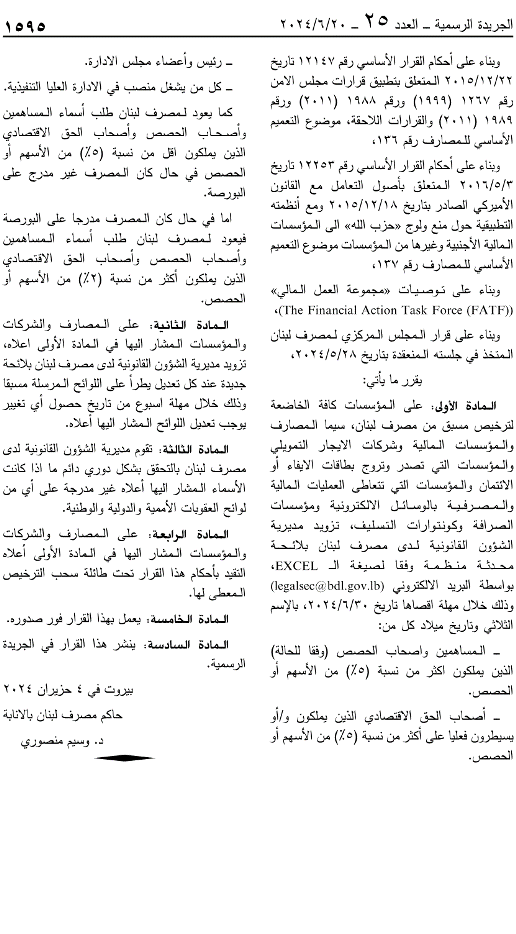 الجريدة الرسمية – العدد ٢٥ – ٢٠٢٤/٦/٢٠
١٥٩٥
وبناء على أحكام القرار الأساسي رقم ١٢١٤٧ تاريخ
٢٠١٥/١٢/٢٢ المتعلق بتطبيق قرارات مجلس الامن
رقم ١٢٦٧ (١٩٩٩) ورقم ١٩٨٨ (٢٠١١) ورقم
١٩٨٩ (٢٠١١) والقرارات اللاحقة، موضوع التعميم
الأساسي للمصارف رقم ١٣٦،
وبناء على أحكام القرار الأساسي رقم ١٢٢٥٣ تاريخ
٢٠١٦/٥/٣ المتعلق بأصول التعامل مع القانون
الأميركي الصادر بتاريخ ٢٠١٥/١٢/١٨ ومع أنظمته
التطبيقية حول منع ولوج «حزب الله» الى المؤسسات
المالية الأجنبية وغيرها من المؤسسات موضوع التعميم
الأساسي للمصارف رقم ١٣٧،
وبناء على توصيات «مجموعة العمل المالي»
(The Financial Action Task Force (FATF))،
وبناء على قرار المجلس المركزي لمصرف لبنان
المتخذ في جلسته المنعقدة بتاريخ ٢٠٢٤/٥/٢٨،
يقرر ما يأتي:
المادة الأولى: على المؤسسات كافة الخاضعة
لترخيص مسبق من مصرف لبنان، سيما المصارف
والمؤسسات المالية وشركات الايجار التمويلي
والمؤسسات التي تصدر وتروج بطاقات الايفاء أو
الائتمان والمؤسسات التي تتعاطى العمليات المالية
والمصرفية بالوسائل الالكترونية ومؤسسات
الصرافة وكونتوارات التسليف، تزويد مديرية
الشؤون القانونية لدى مصرف لبنان بلائحة
محدثة منظمة وفقا لصيغة الـ EXCEL،
بواسطة البريد الالكتروني (legalsec@bdl.gov.lb)
وذلك خلال مهلة اقصاها تاريخ ٢٠٢٤/٦/٣٠، بالإسم
الثلاثي وتاريخ ميلاد كل من:
– المساهمين واصحاب الحصص (وفقا للحالة)
الذين يملكون اكثر من نسبة (٥٪) من الأسهم أو
الحصص.
– أصحاب الحق الاقتصادي الذين يملكون و/أو
يسيطرون فعليا على أكثر من نسبة (٥٪) من الأسهم أو
الحصص.
– رئيس وأعضاء مجلس الادارة.
– كل من يشغل منصب في الادارة العليا التنفيذية.
كما يعود لمصرف لبنان طلب أسماء المساهمين
وأصحاب الحصص وأصحاب الحق الاقتصادي
الذين يملكون اقل من نسبة (٥٪) من الأسهم أو
الحصص في حال كان المصرف غير مدرج على
البورصة.
اما في حال كان المصرف مدرجا على البورصة
فيعود لمصرف لبنان طلب أسماء المساهمين
وأصحاب الحصص وأصحاب الحق الاقتصادي
الذين يملكون أكثر من نسبة (٢٪) من الأسهم أو
الحصص.
المادة الثانية: على المصارف والشركات
والمؤسسات المشار اليها في المادة الأولى اعلاه،
تزويد مديرية الشؤون القانونية لدى مصرف لبنان بلائحة
جديدة عند كل تعديل يطرأ على اللوائح المرسلة مسبقا
وذلك خلال مهلة اسبوع من تاريخ حصول أي تغيير
يوجب تعديل اللوائح المشار اليها أعلاه.
المادة الثالثة: تقوم مديرية الشؤون القانونية لدى
مصرف لبنان بالتحقق بشكل دوري دائم ما اذا كانت
الأسماء المشار اليها أعلاه غير مدرجة على أي من
لوائح العقوبات الأممية والدولية والوطنية.
المادة الرابعة: على المصارف والشركات
والمؤسسات المشار اليها في المادة الأولى أعلاه
التقيد بأحكام هذا القرار تحت طائلة سحب الترخيص
المعطى لها.
المادة الخامسة: يعمل بهذا القرار فور صدوره.
المادة السادسة: ينشر هذا القرار في الجريدة
الرسمية.
بيروت في ٤ حزيران ٢٠٢٤
حاكم مصرف لبنان بالانابة
د. وسيم منصوري